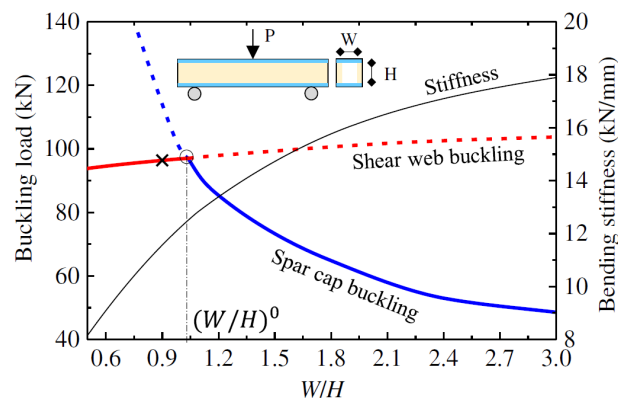 140
120
100
80
60
40
Buckling load (kN)
P
W
H
Stiffness
Shear web buckling
Spar cap buckling
(W/H)⁰
20
18
16
14
12
10
8
Bending stiffness (kN/mm)
0.6 0.9 1.2 1.5 1.8 2.1 2.4 2.7 3.0
W/H